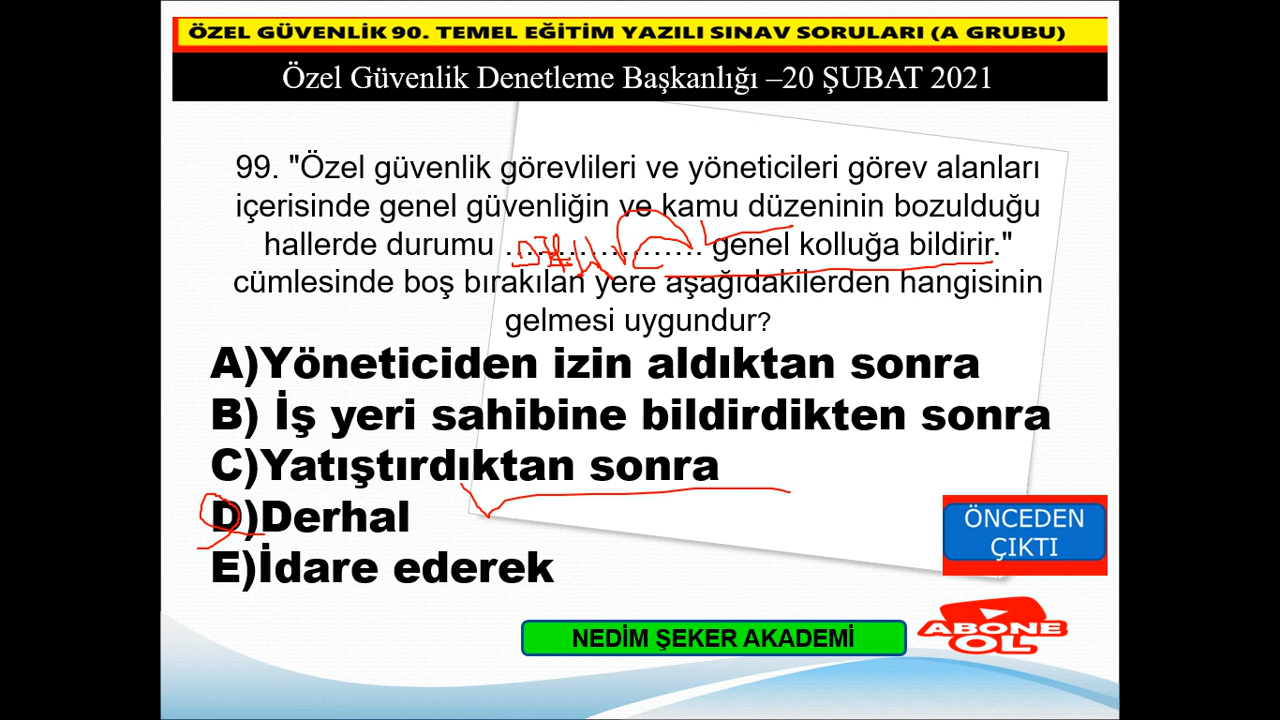 ÖZEL GÜVENLİK 90. TEMEL EĞİTİM YAZILI SINAV SORULARI (A GRUBU)
Özel Güvenlik Denetleme Başkanlığı –20 ŞUBAT 2021
99. "Özel güvenlik görevlileri ve yöneticileri görev alanları
içerisinde genel güvenliğin ve kamu düzeninin bozulduğu
hallerde durumu ………………… genel kolluğa bildirir."
cümlesinde boş bırakılan yere aşağıdakilerden hangisinin
gelmesi uygundur?
A)Yöneticiden izin aldıktan sonra
B) İş yeri sahibine bildirdikten sonra
C)Yatıştırdıktan sonra
D)Derhal
E)İdare ederek
ÖNCEDEN
ÇIKTI
NEDİM ŞEKER AKADEMİ
ABONE
OL